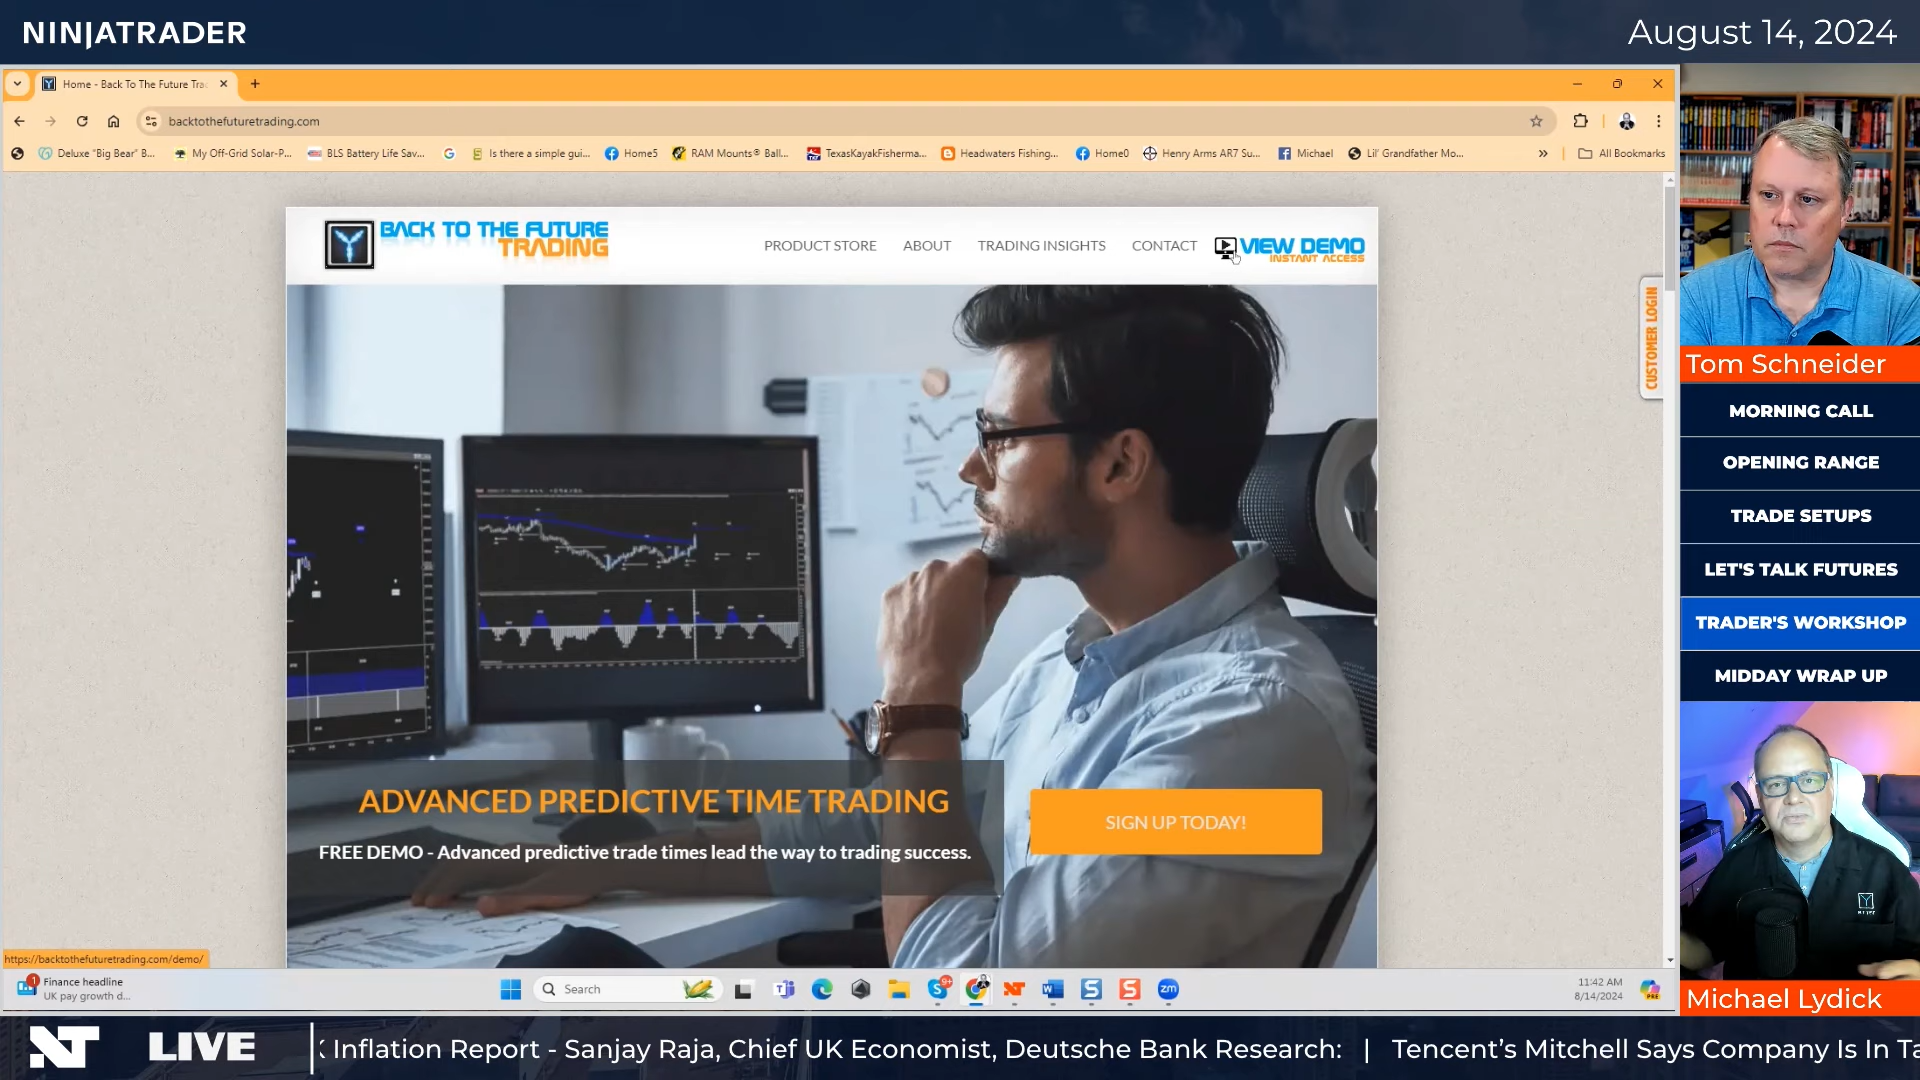 NINJATRADER
August 14, 2024
Home - Back To The Future Tra
backtothefuturetrading.com
Deluxe "Big Bear" B...
My Off-Grid Solar-P...
BLS Battery Life Sav...
Is there a simple gui...
Home5
RAM Mounts® Ball...
TexasKayakFisherma...
Headwaters Fishing...
Home0
Henry Arms AR7 Su...
Michael
Lil' Grandfather Mo...
All Bookmarks
BACK TO THE FUTURE
TRADING
PRODUCT STORE
ABOUT
TRADING INSIGHTS
CONTACT
VIEW DEMO
INSTANT ACCESS
CUSTOMER LOGIN
ADVANCED PREDICTIVE TIME TRADING
FREE DEMO - Advanced predictive trade times lead the way to trading success.
SIGN UP TODAY!
https://backtothefuturetrading.com/demo/
Finance headline
UK pay growth d...
Search
11:42 AM
8/14/2024
Tom Schneider
MORNING CALL
OPENING RANGE
TRADE SETUPS
LET'S TALK FUTURES
TRADER'S WORKSHOP
MIDDAY WRAP UP
Michael Lydick
NT LIVE
Inflation Report - Sanjay Raja, Chief UK Economist, Deutsche Bank Research: | Tencent's Mitchell Says Company Is In Ta